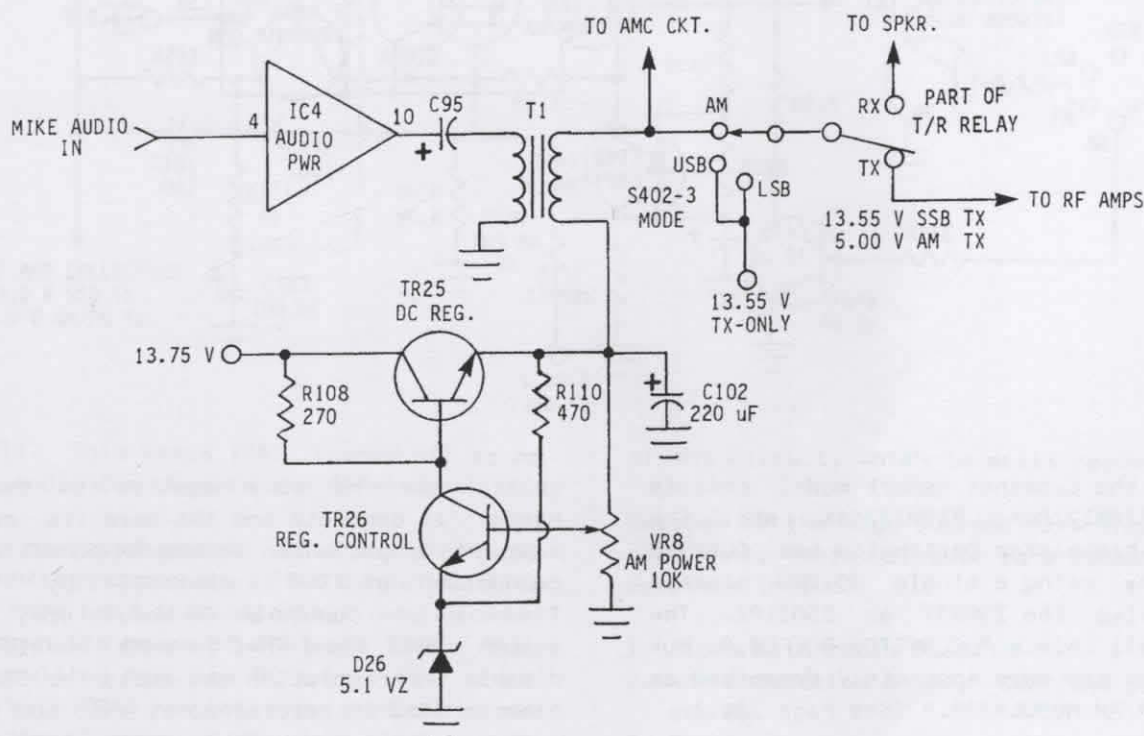 TO AMC CKT.
TO SPKR.
MIKE AUDIO
IN
4
IC4
AUDIO
PWR
10
C95
+
T1
AM
RX
PART OF
T/R RELAY
USB
LSB
S402-3
MODE
TX
TO RF AMPS
13.55 V SSB TX
5.00 V AM TX
13.55 V
TX-ONLY
TR25
DC REG.
13.75 V
R108
270
R110
470
+
C102
220 uF
TR26
REG. CONTROL
VR8
AM POWER
10K
D26
5.1 VZ